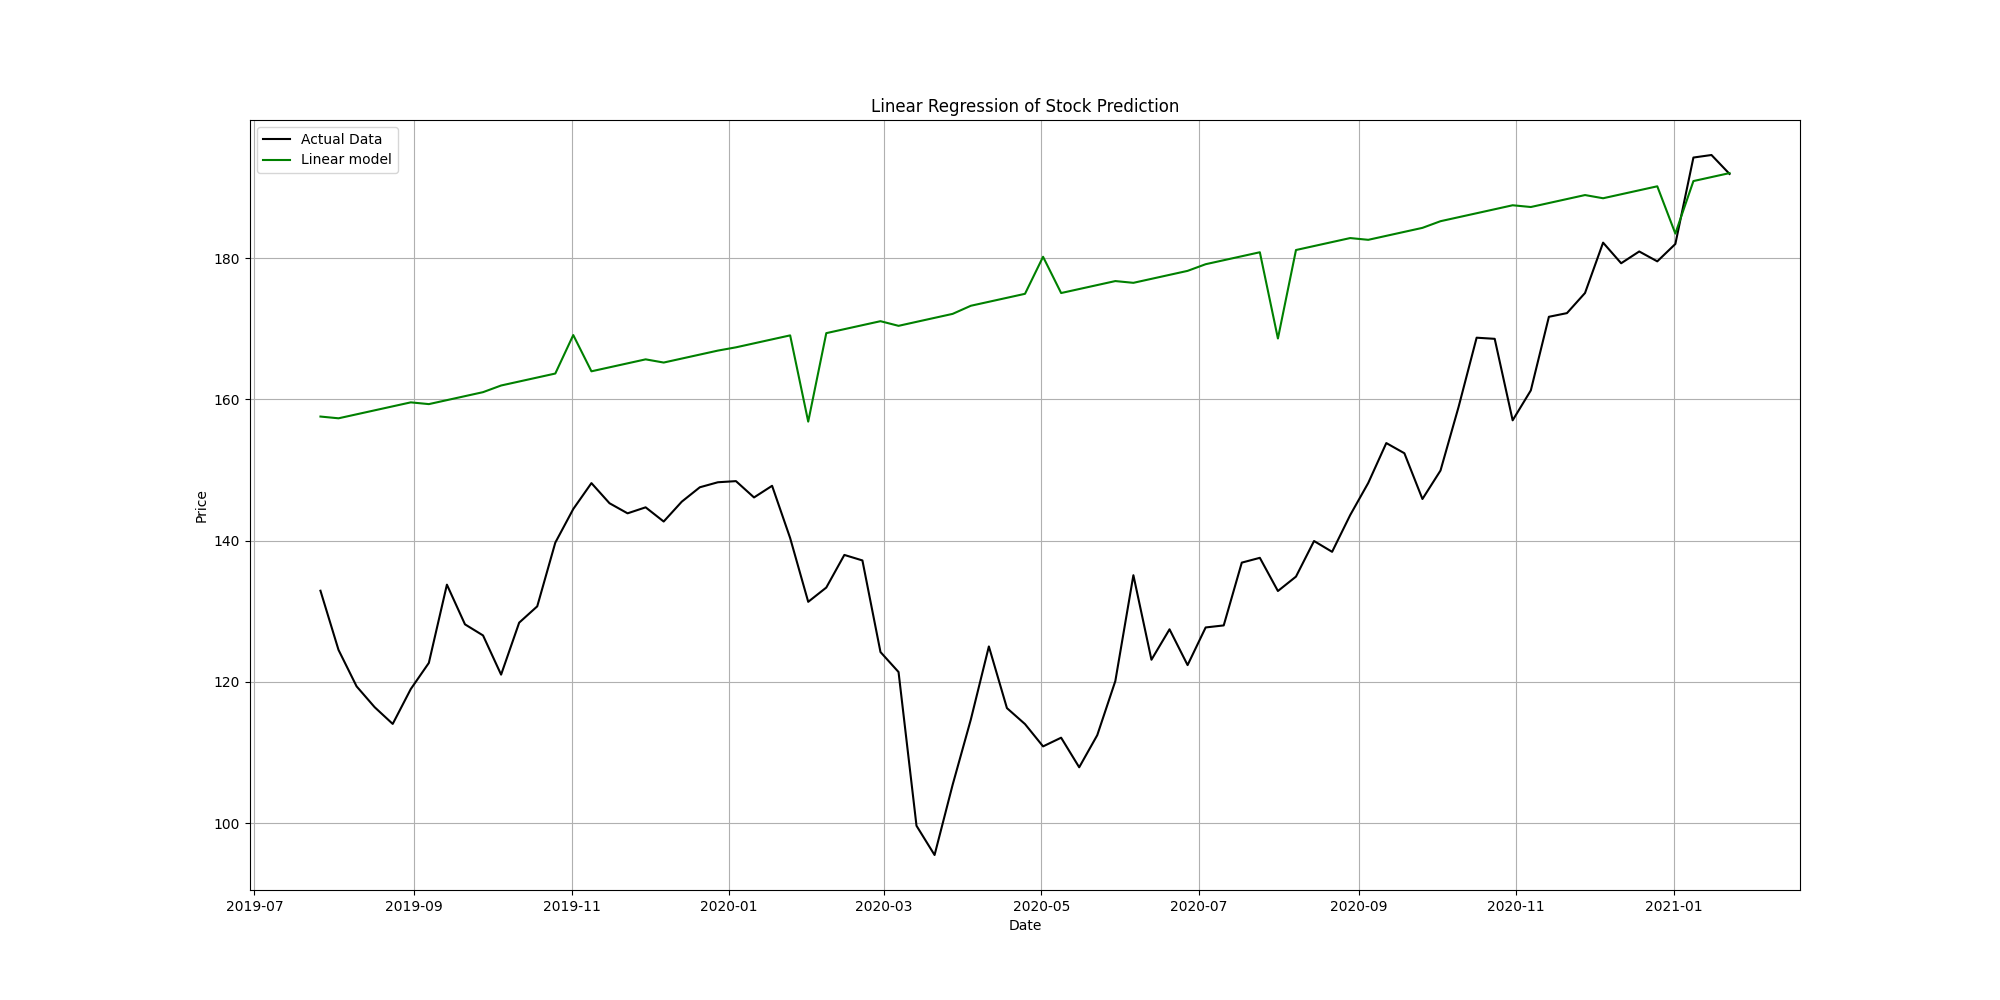 Linear Regression of Stock Prediction
Actual Data
Linear model
Price
180
160
140
120
100
2019-07 2019-09 2019-11 2020-01 2020-03 2020-05 2020-07 2020-09 2020-11 2021-01
Date